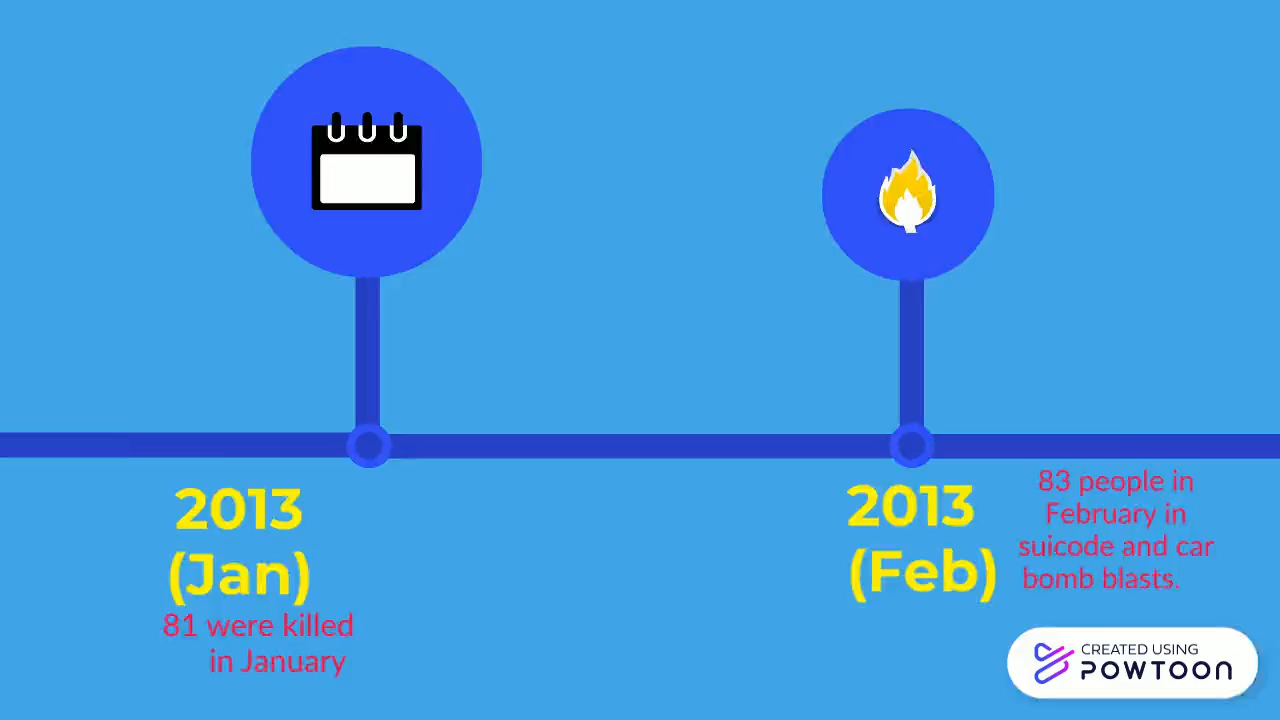 2013
(Jan)
81 were killed
in January
2013
(Feb)
83 people in
February in
suicode and car
bomb blasts.
CREATED USING
POWTOON